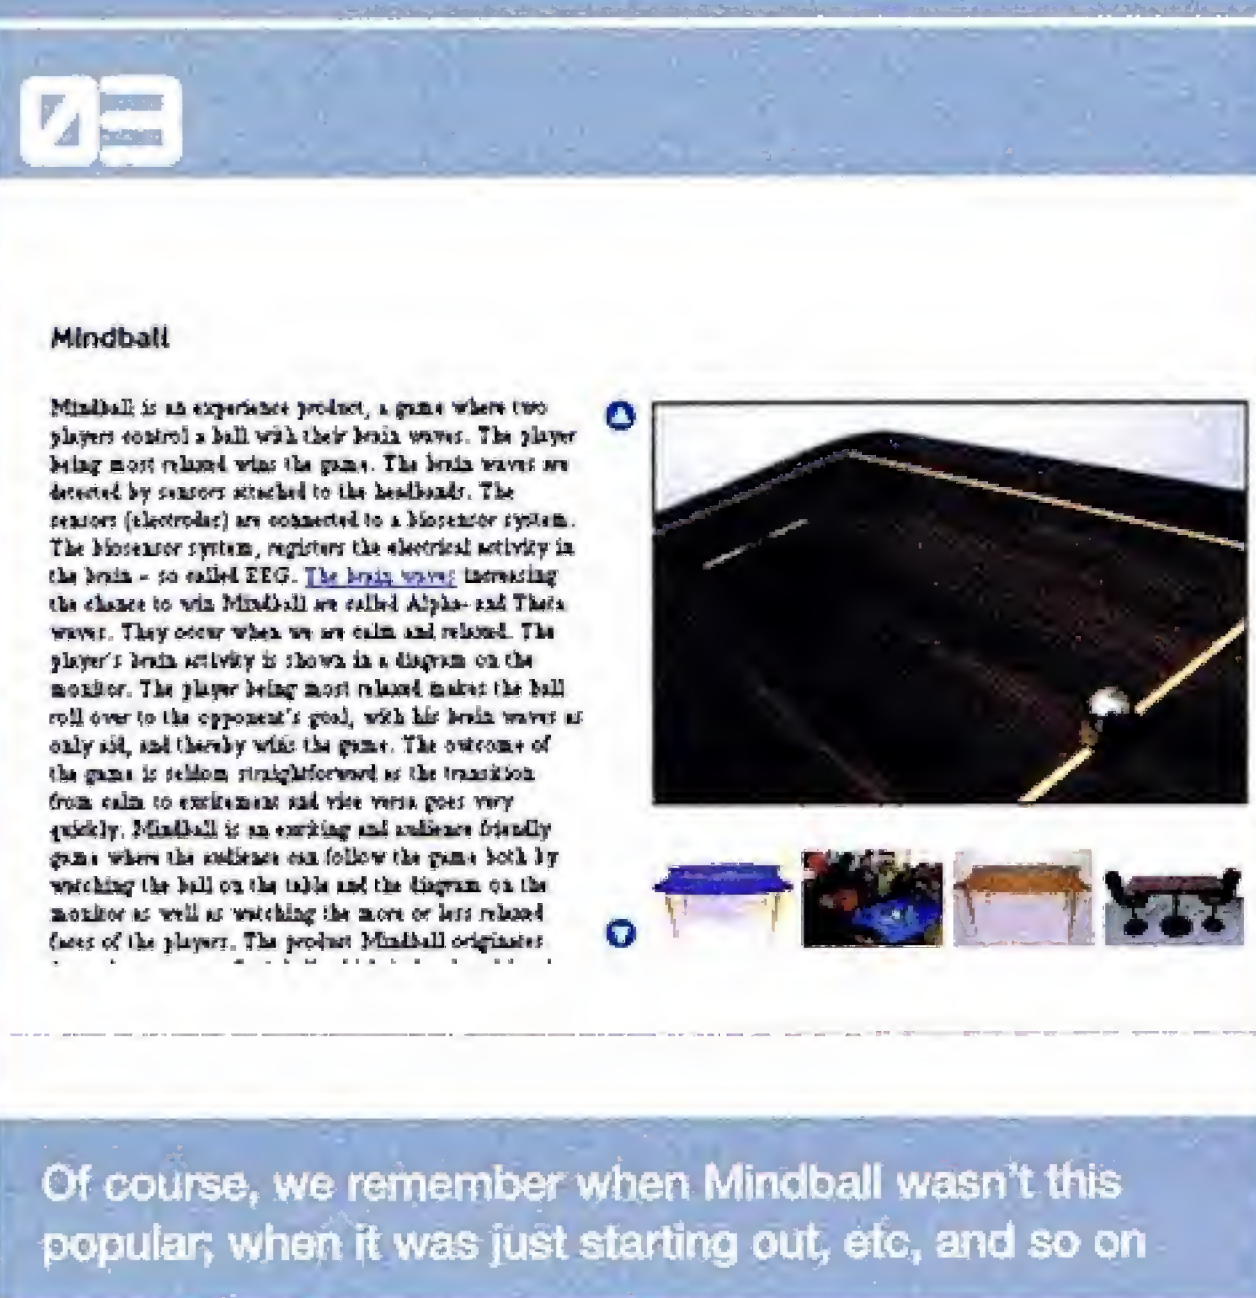 03
Mindball
Mindball is an experience product, a game where two
players control a ball with their brain waves. The player
being most relaxed wins the game. The brain waves are
detected by sensors attached to the headbands. The
sensors (electrodes) are connected to a biosensor system.
The biosensor system, registers the electrical activity in
the brain - so called EEG. The brain waves increasing
the chance to win Mindball are called Alpha- and Theta
waves. They occur when we are calm and relaxed. The
player's brain activity is shown in a diagram on the
monitor. The player being most relaxed makes the ball
roll over to the opponent's goal, with his brain waves as
only aid, and thereby wins the game. The outcome of
the game is seldom straightforward as the transition
from calm to excitement and vice versa goes very
quickly. Mindball is an exciting and audience friendly
game where the audience can follow the game both by
watching the ball on the table and the diagram on the
monitor as well as watching the more or less relaxed
faces of the players. The product Mindball originates
Of course, we remember when Mindball wasn't this
popular; when it was just starting out, etc, and so on